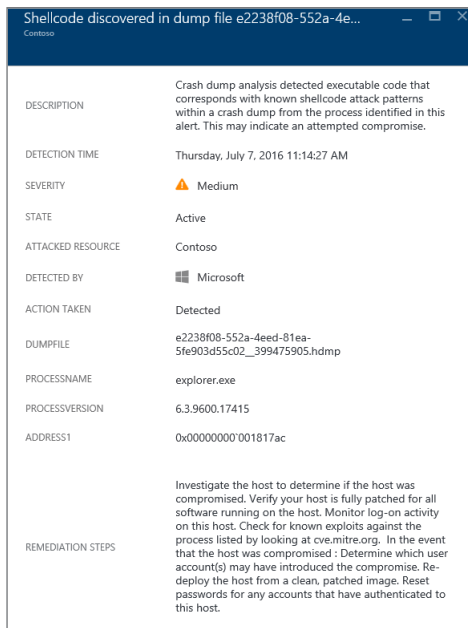 Shellcode discovered in dump file e2238f08-552a-4e...
Contoso
DESCRIPTION
Crash dump analysis detected executable code that
corresponds with known shellcode attack patterns
within a crash dump from the process identified in this
alert. This may indicate an attempted compromise.
DETECTION TIME
Thursday, July 7, 2016 11:14:27 AM
SEVERITY
Medium
STATE
Active
ATTACKED RESOURCE
Contoso
DETECTED BY
Microsoft
ACTION TAKEN
Detected
DUMPFILE
e2238f08-552a-4eed-81ea-
5fe903d55c02__399475905.hdmp
PROCESSNAME
explorer.exe
PROCESSVERSION
6.3.9600.17415
ADDRESS1
0x00000000`001817ac
REMEDIATION STEPS
Investigate the host to determine if the host was
compromised. Verify your host is fully patched for all
software running on the host. Monitor log-on activity
on this host. Check for known exploits against the
process listed by looking at cve.mitre.org.  In the event
that the host was compromised : Determine which user
account(s) may have introduced the compromise. Re-
deploy the host from a clean, patched image. Reset
passwords for any accounts that have authenticated to
this host.